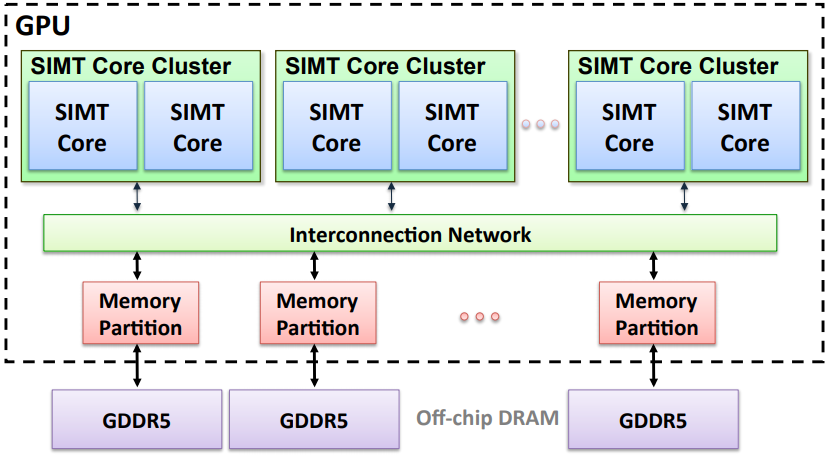 GPU
SIMT Core Cluster
SIMT Core Cluster
SIMT Core Cluster
SIMT
Core
SIMT
Core
SIMT
Core
SIMT
Core
SIMT
Core
SIMT
Core
Interconnection Network
Memory
Partition
Memory
Partition
Memory
Partition
GDDR5
GDDR5
Off-chip DRAM
GDDR5